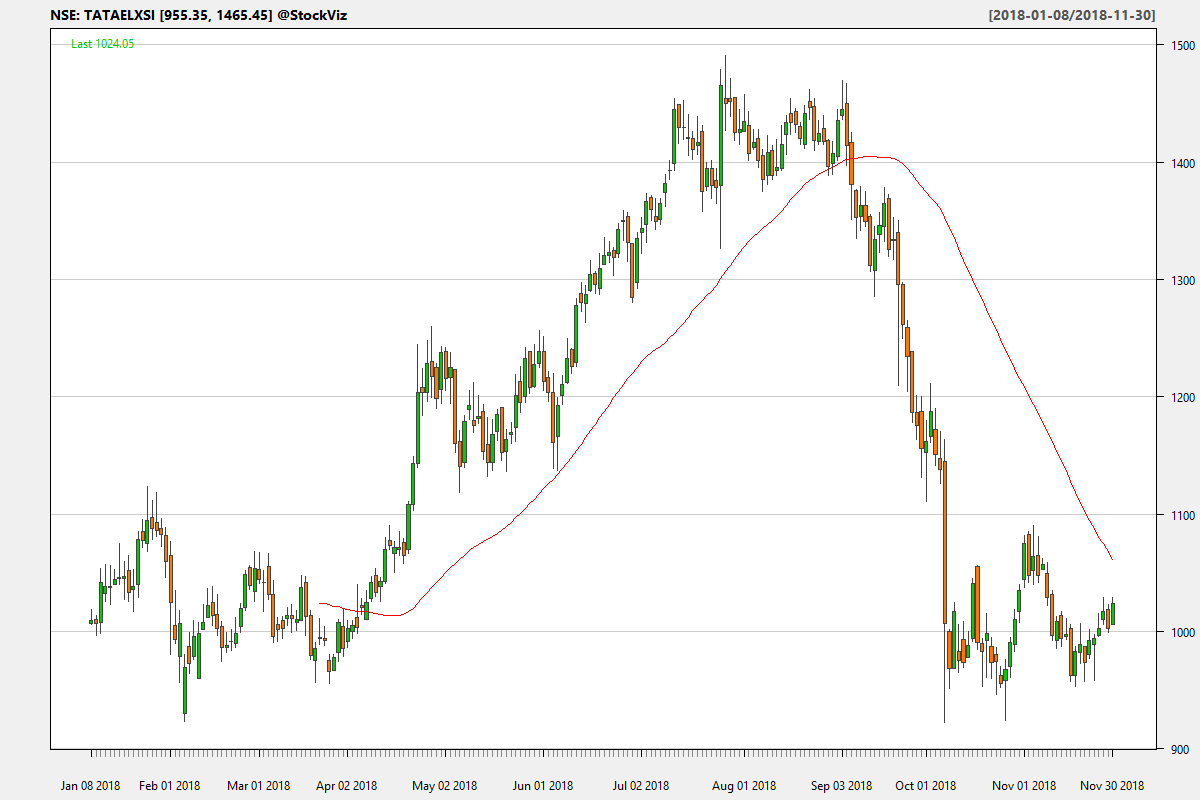 NSE: TATAELXSI [955.35, 1465.45] @StockViz [2018-01-08/2018-11-30]
Last 1024.05
1500
1400
1300
1200
1100
1000
900
Jan 08 2018 Feb 01 2018 Mar 01 2018 Apr 02 2018 May 02 2018 Jun 01 2018 Jul 02 2018 Aug 01 2018 Sep 03 2018 Oct 01 2018 Nov 01 2018 Nov 30 2018